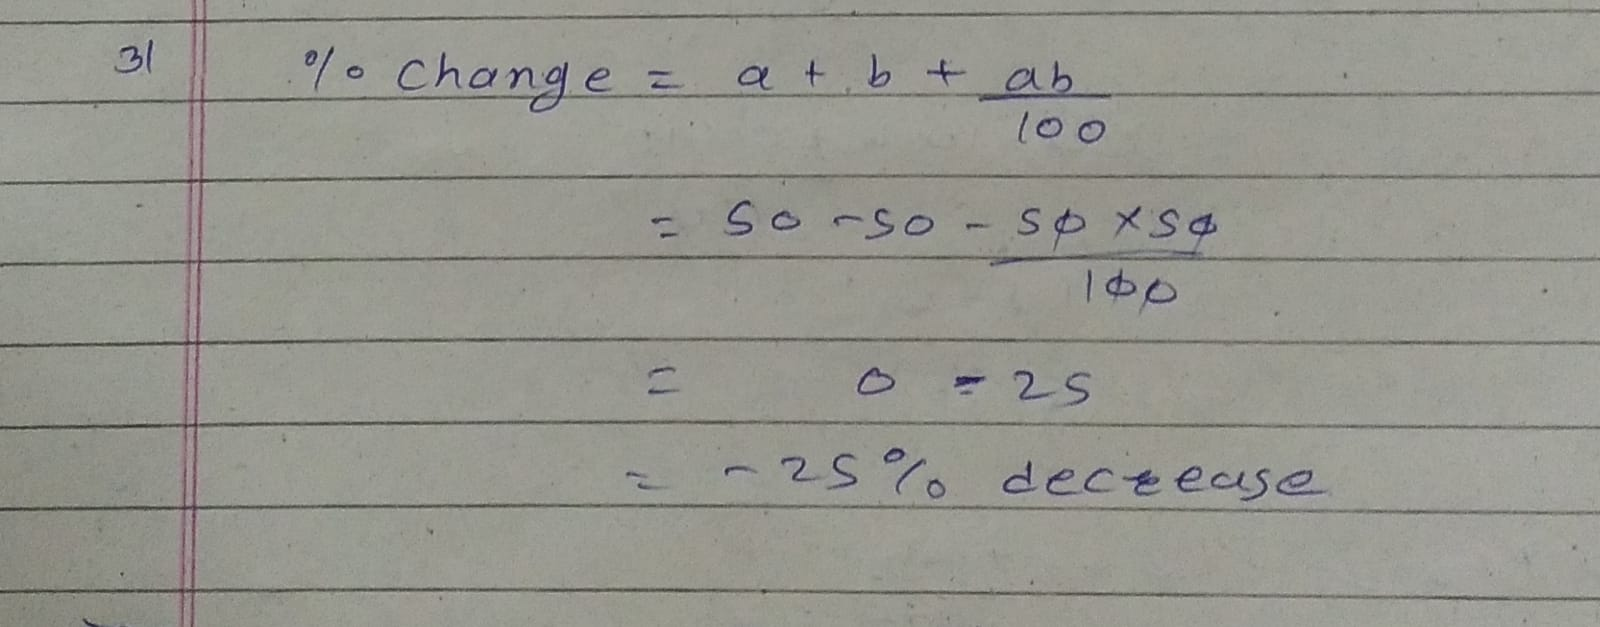 31 % change = a + b + ab
100
= 50 - 50 - 50 x 50
100
= 0 - 25
= - 25% decrease